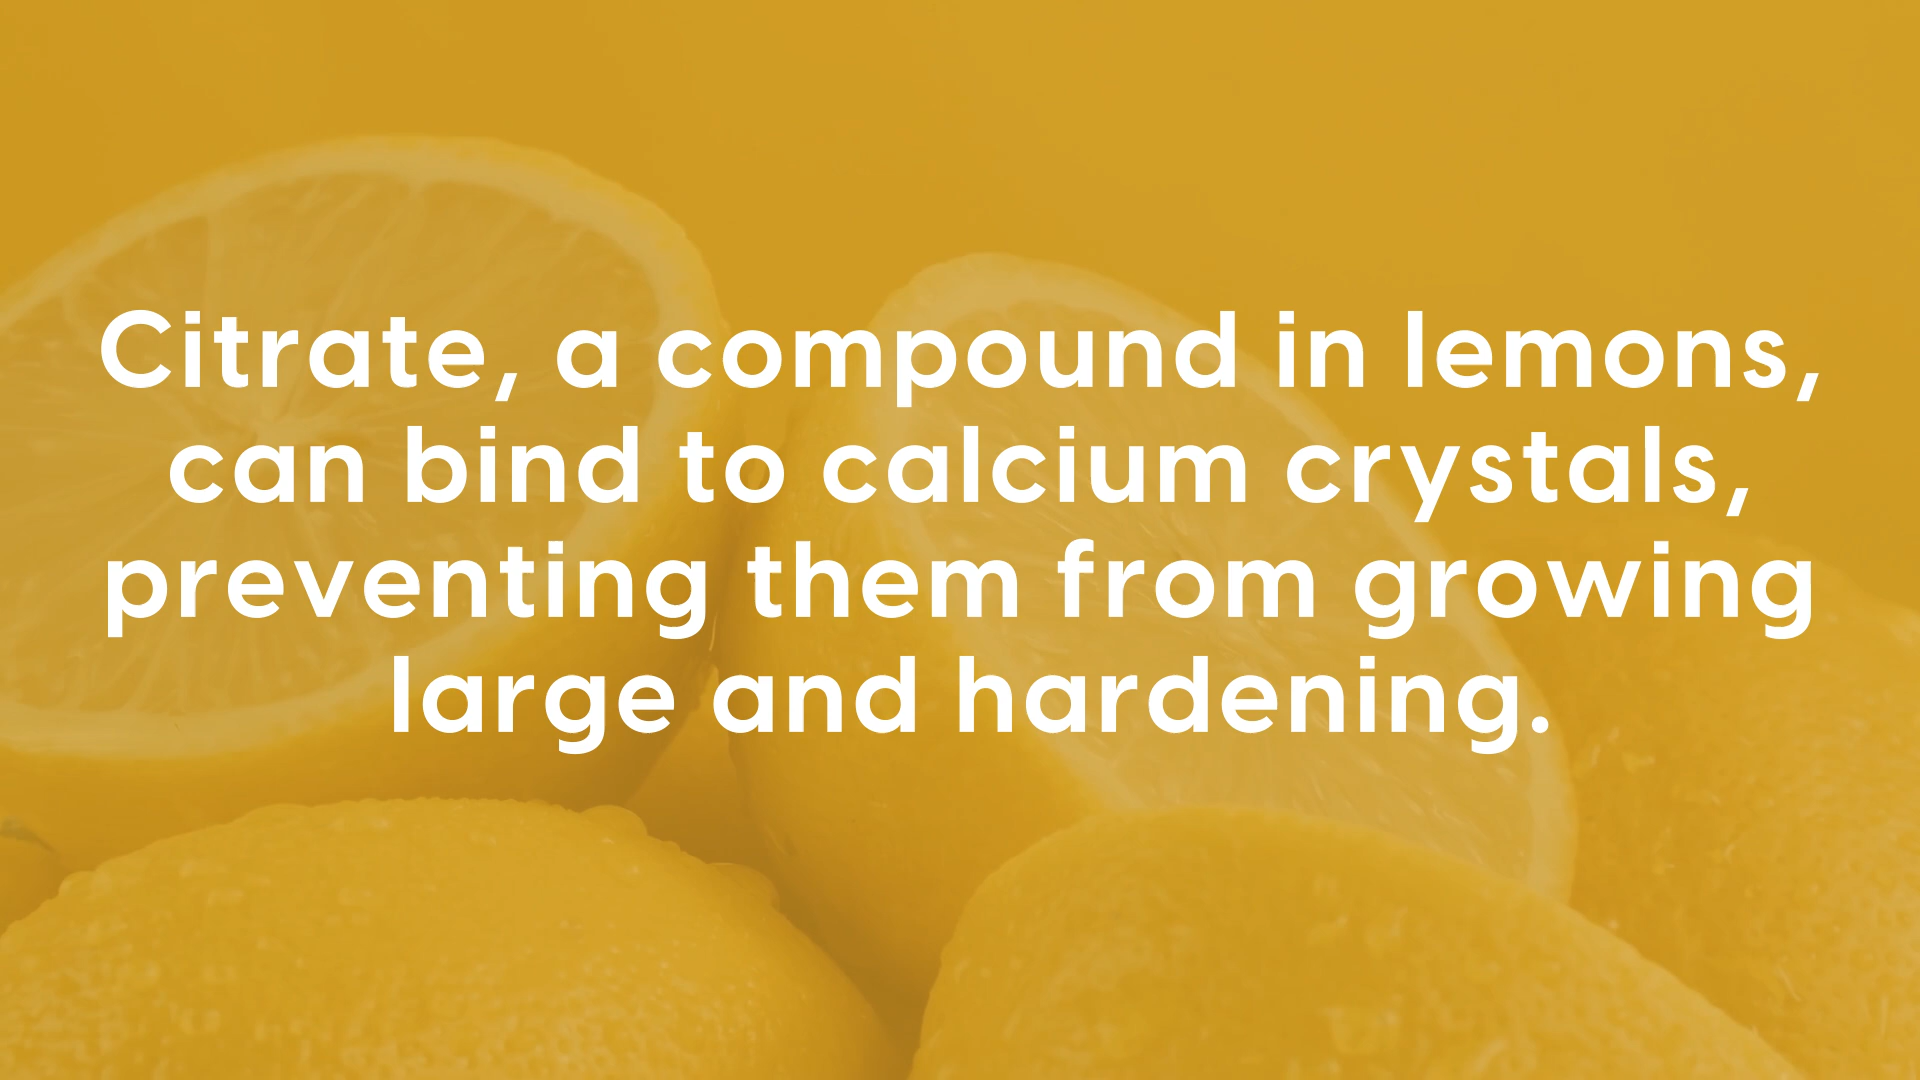 Citrate, a compound in lemons,
can bind to calcium crystals,
preventing them from growing
large and hardening.